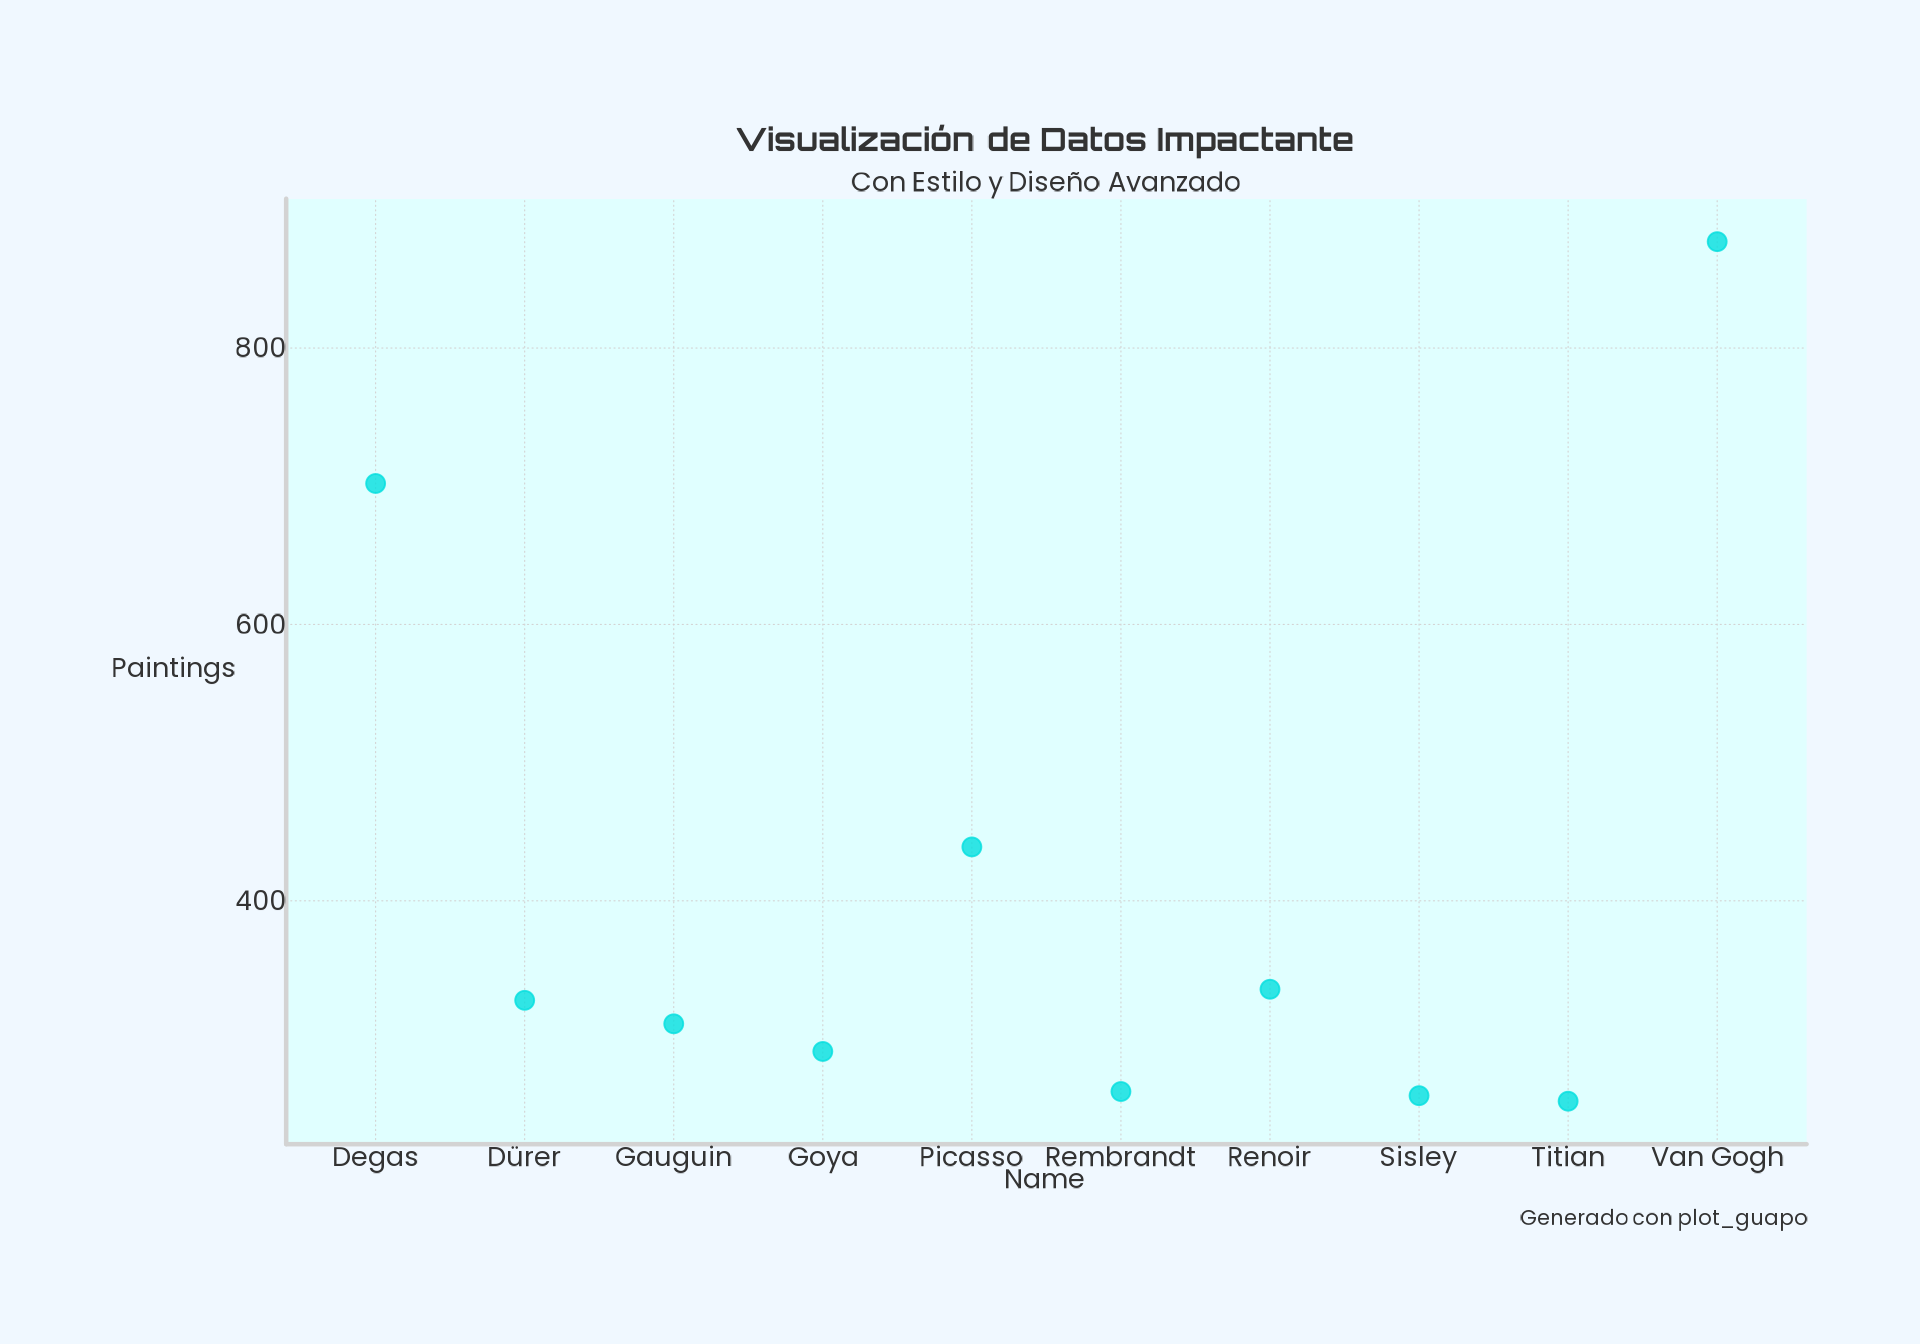 Visualización de Datos Impactante
Con Estilo y Diseño Avanzado
800
600
Paintings
400
Degas Dürer Gauguin Goya Picasso Rembrandt Renoir Sisley Titian Van Gogh
Name
Generado con plot_guapo